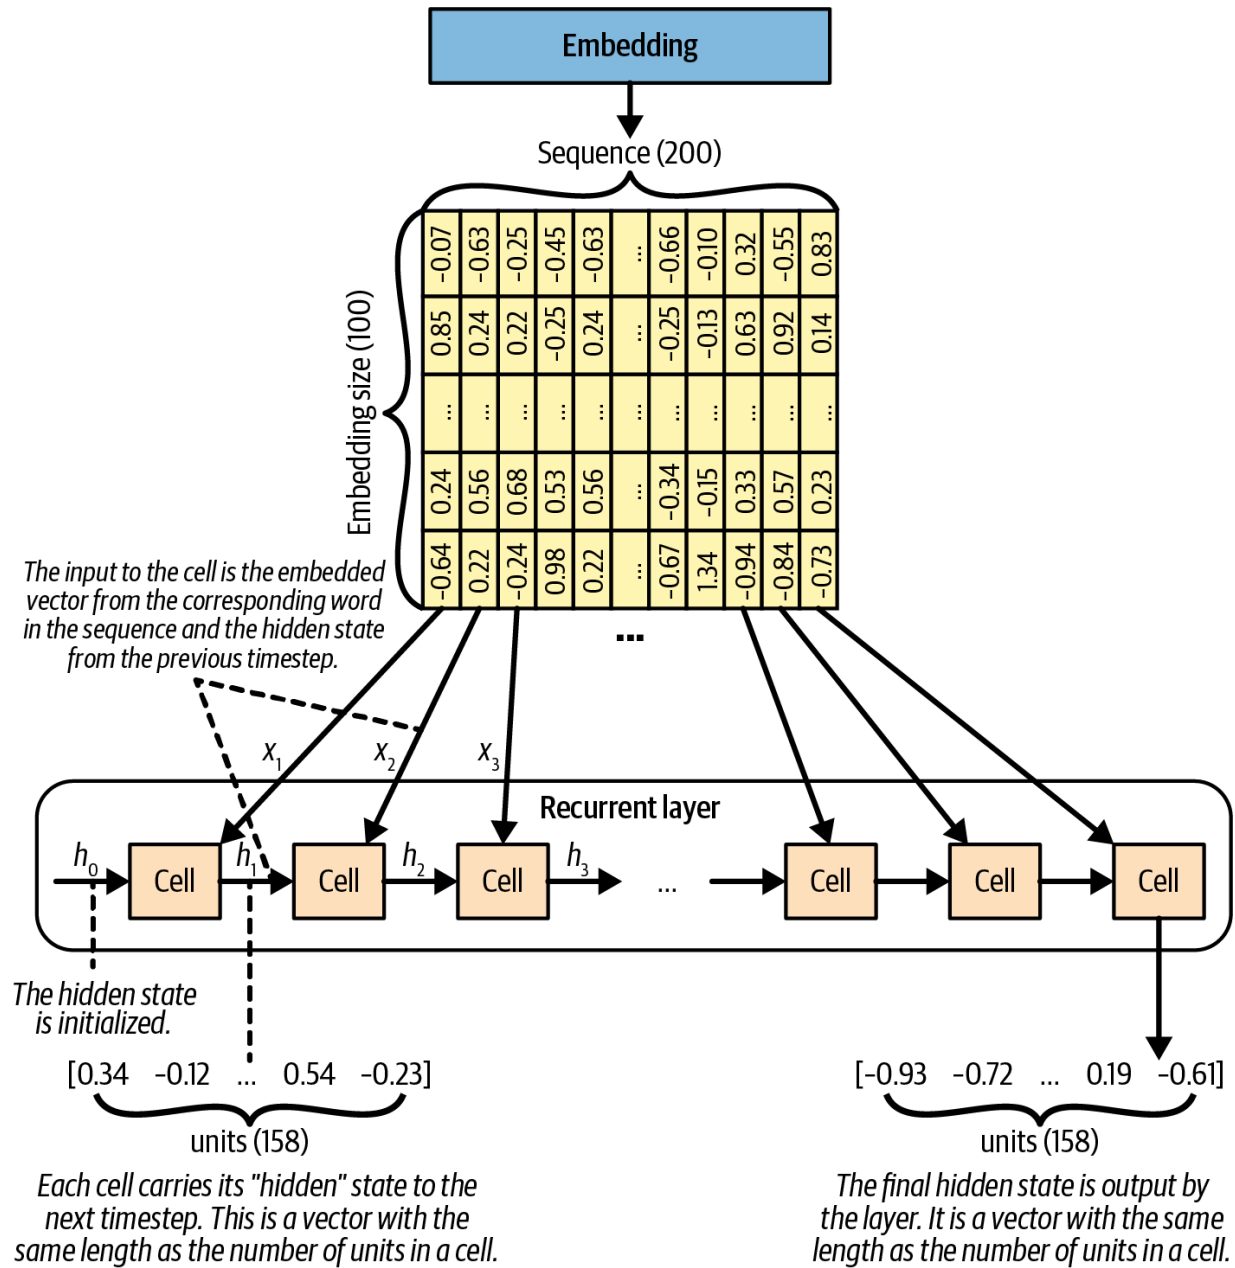 Embedding
Sequence (200)
Embedding size (100)
-0.07 -0.63 -0.25 -0.45 -0.63 ... -0.66 -0.10 0.32 -0.55 0.83
0.85 0.24 0.22 -0.25 0.24 ... -0.25 -0.13 0.63 0.92 0.14
... ... ... ... ... ... ... ... ... ...
0.24 0.56 0.68 0.53 0.56 ... -0.34 -0.15 0.33 0.57 0.23
-0.64 0.22 -0.24 0.98 0.22 ... -0.67 1.34 -0.94 -0.84 -0.73
...
The input to the cell is the embedded
vector from the corresponding word
in the sequence and the hidden state
from the previous timestep.
x1 x2 x3
Recurrent layer
h0 Cell h1 Cell h2 Cell h3 ... Cell Cell Cell
The hidden state
is initialized.
[0.34 -0.12 ... 0.54 -0.23]
units (158)
Each cell carries its "hidden" state to the
next timestep. This is a vector with the
same length as the number of units in a cell.
[-0.93 -0.72 ... 0.19 -0.61]
units (158)
The final hidden state is output by
the layer. It is a vector with the same
length as the number of units in a cell.